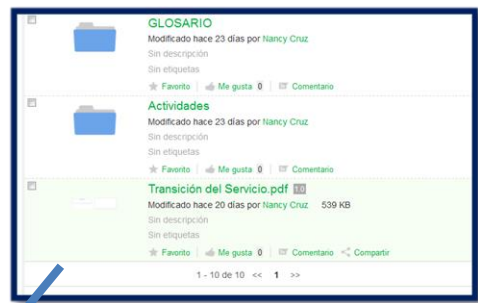 GLOSARIO
Modificado hace 23 días por Nancy Cruz
Sin descripción
Sin etiquetas
Favorito Me gusta 0 Comentario
Actividades
Modificado hace 23 días por Nancy Cruz
Sin descripción
Sin etiquetas
Favorito Me gusta 0 Comentario
Transición del Servicio.pdf 1.0
Modificado hace 20 días por Nancy Cruz 539 KB
Sin descripción
Sin etiquetas
Favorito Me gusta 0 Comentario Compartir
1 - 10 de 10 << 1 >>